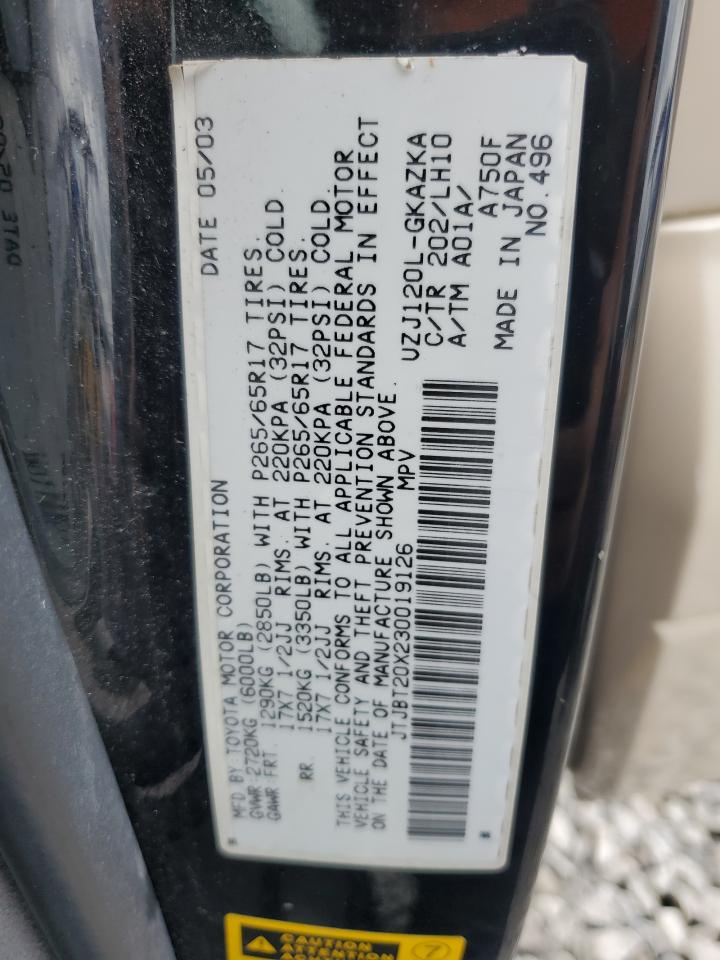 DATE 05/03
MFD BY: TOYOTA MOTOR CORPORATION
GVWR: 2720KG (6000LB)
GAWR: FRT. 1290KG (2850LB) WITH P265/65R17 TIRES.
17X7 1/2JJ RIMS. AT 220KPA (32PSI) COLD
RR. 1520KG (3350LB) WITH P265/65R17 TIRES.
17X7 1/2JJ RIMS. AT 220KPA (32PSI) COLD.
THIS VEHICLE CONFORMS TO ALL APPLICABLE FEDERAL MOTOR
VEHICLE SAFETY AND THEFT PREVENTION STANDARDS IN EFFECT
ON THE DATE OF MANUFACTURE SHOWN ABOVE.
JTJBT20X230019126 MPV
UZJ120L-GKAZKA
C/TR 202/LH10
A/TM A01A/ A750F
MADE IN JAPAN
NO.496
CAUTION
ATTENTION